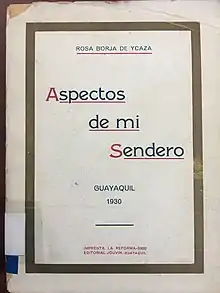 ROSA BORJA DE YCAZA
Aspectos
de mi
Sendero
GUAYAQUIL
1930
IMPRENTA LA REFORMA-
EDITORIAL JOUVIN, GUAYAQUIL